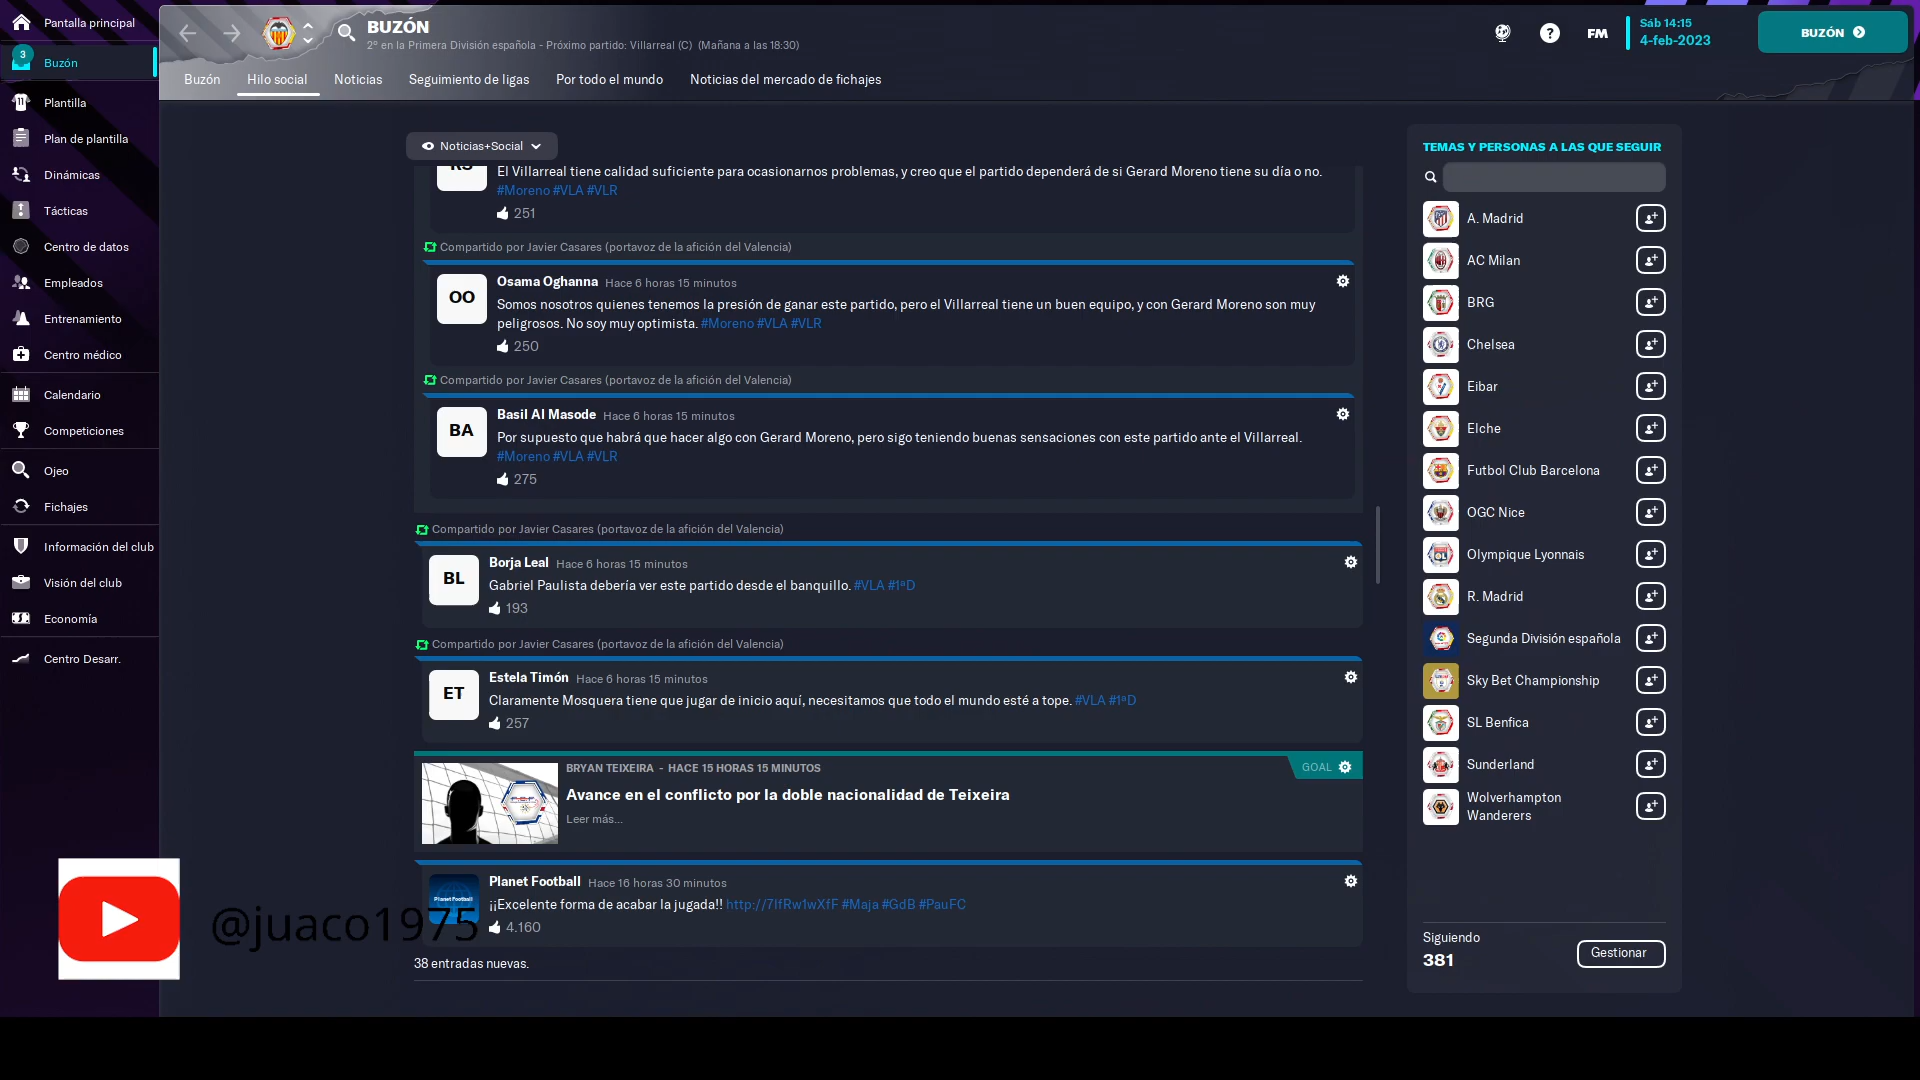 Pantalla principal
3
Buzón
Plantilla
Plan de plantilla
Dinámicas
Tácticas
Centro de datos
Empleados
Entrenamiento
Centro médico
Calendario
Competiciones
Ojeo
Fichajes
Información del club
Visión del club
Economía
Centro Desarr.
BUZÓN
2º en la Primera División española - Próximo partido: Villarreal (C) (Mañana a las 18:30)
FM
Sáb 14:15
4-feb-2023
BUZÓN
Buzón
Hilo social
Noticias
Seguimiento de ligas
Por todo el mundo
Noticias del mercado de fichajes
Noticias+Social
El Villarreal tiene calidad suficiente para ocasionarnos problemas, y creo que el partido dependerá de si Gerard Moreno tiene su día o no.
#Moreno #VLA #VLR
251
Compartido por Javier Casares (portavoz de la afición del Valencia)
OO
Osama Oghanna Hace 6 horas 15 minutos
Somos nosotros quienes tenemos la presión de ganar este partido, pero el Villarreal tiene un buen equipo, y con Gerard Moreno son muy
peligrosos. No soy muy optimista. #Moreno #VLA #VLR
250
Compartido por Javier Casares (portavoz de la afición del Valencia)
BA
Basil Al Masode Hace 6 horas 15 minutos
Por supuesto que habrá que hacer algo con Gerard Moreno, pero sigo teniendo buenas sensaciones con este partido ante el Villarreal.
#Moreno #VLA #VLR
275
Compartido por Javier Casares (portavoz de la afición del Valencia)
BL
Borja Leal Hace 6 horas 15 minutos
Gabriel Paulista debería ver este partido desde el banquillo. #VLA #1ªD
193
Compartido por Javier Casares (portavoz de la afición del Valencia)
ET
Estela Timón Hace 6 horas 15 minutos
Claramente Mosquera tiene que jugar de inicio aquí, necesitamos que todo el mundo esté a tope. #VLA #1ªD
257
BRYAN TEIXEIRA - HACE 15 HORAS 15 MINUTOS
GOAL
Avance en el conflicto por la doble nacionalidad de Teixeira
Leer más...
Planet Football
Planet Football Hace 16 horas 30 minutos
¡¡Excelente forma de acabar la jugada!! http://7IfRw1wXfF #Maja #GdB #PauFC
4.160
38 entradas nuevas.
@juaco1975
TEMAS Y PERSONAS A LAS QUE SEGUIR
A. Madrid
AC Milan
BRG
Chelsea
Eibar
Elche
Futbol Club Barcelona
OGC Nice
Olympique Lyonnais
R. Madrid
Segunda División española
Sky Bet Championship
SL Benfica
Sunderland
Wolverhampton
Wanderers
Siguiendo
381
Gestionar